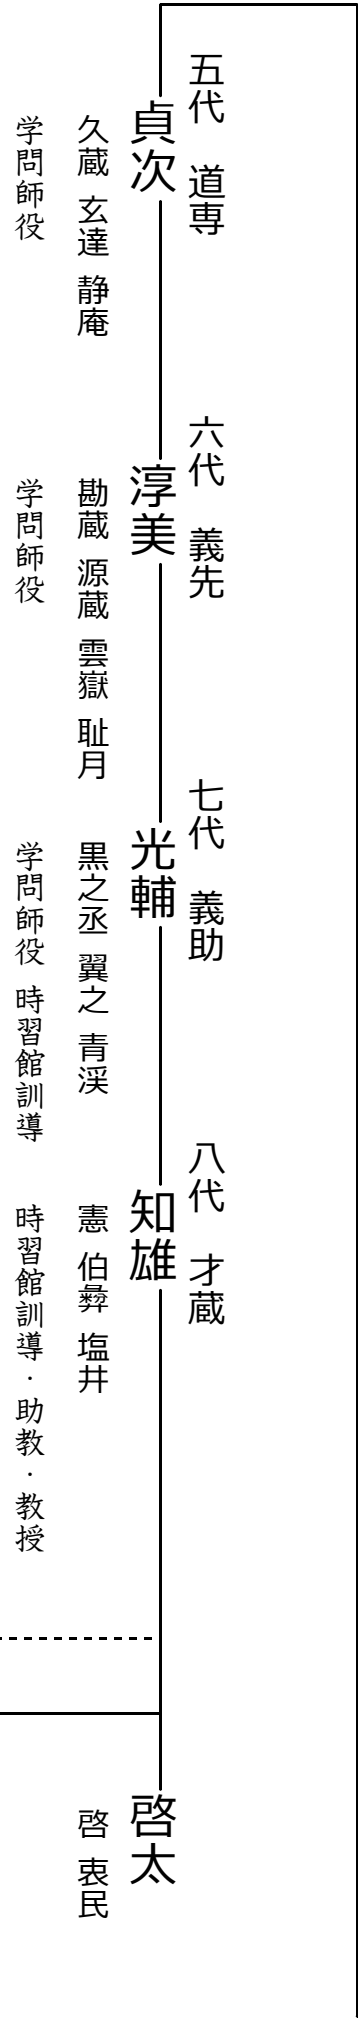 五代 道専
貞次
久蔵 玄達 静庵
学問師役
六代 義先
淳美
勘蔵 源蔵 雲嶽 耻月
学問師役
七代 義助
光輔
黒之丞 翼之 青渓
学問師役 時習館訓導
八代 才蔵
知雄
憲 伯彜 塩井
時習館訓導・助教・教授
啓太
啓 衷民